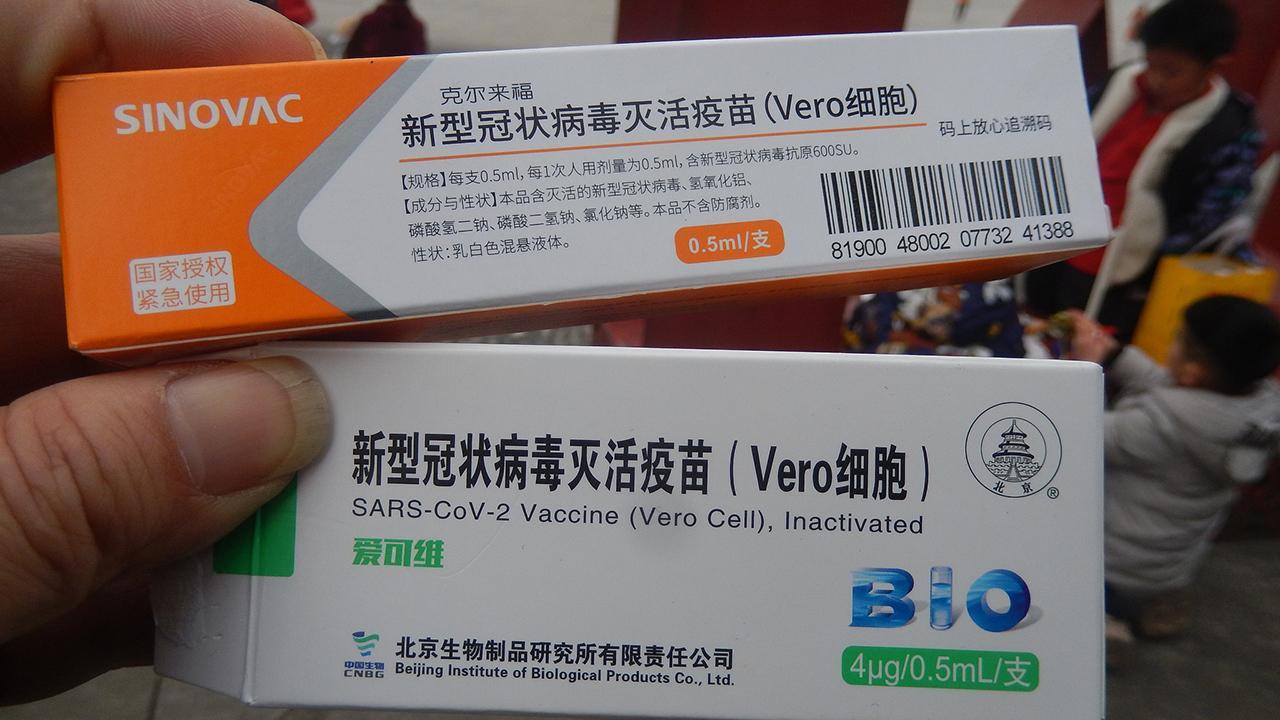 SINOVAC
国家授权
紧急使用
克尔来福
新型冠状病毒灭活疫苗(Vero细胞)
码上放心追溯码
【规格】每支0.5ml,每1次人用剂量为0.5ml,含新型冠状病毒抗原600SU。
【成分与性状】本品含灭活的新型冠状病毒、氢氧化铝、
磷酸氢二钠、磷酸二氢钠、氯化钠等。本品不含防腐剂。
性状:乳白色混悬液体。
0.5ml/支
81900 48002 07732 41388
新型冠状病毒灭活疫苗(Vero细胞)
SARS-CoV-2 Vaccine (Vero Cell), Inactivated
爱可维
北京
®
BIO
4μg/0.5mL/支
中国生物
CNBG
北京生物制品研究所有限责任公司
Beijing Institute of Biological Products Co., Ltd.